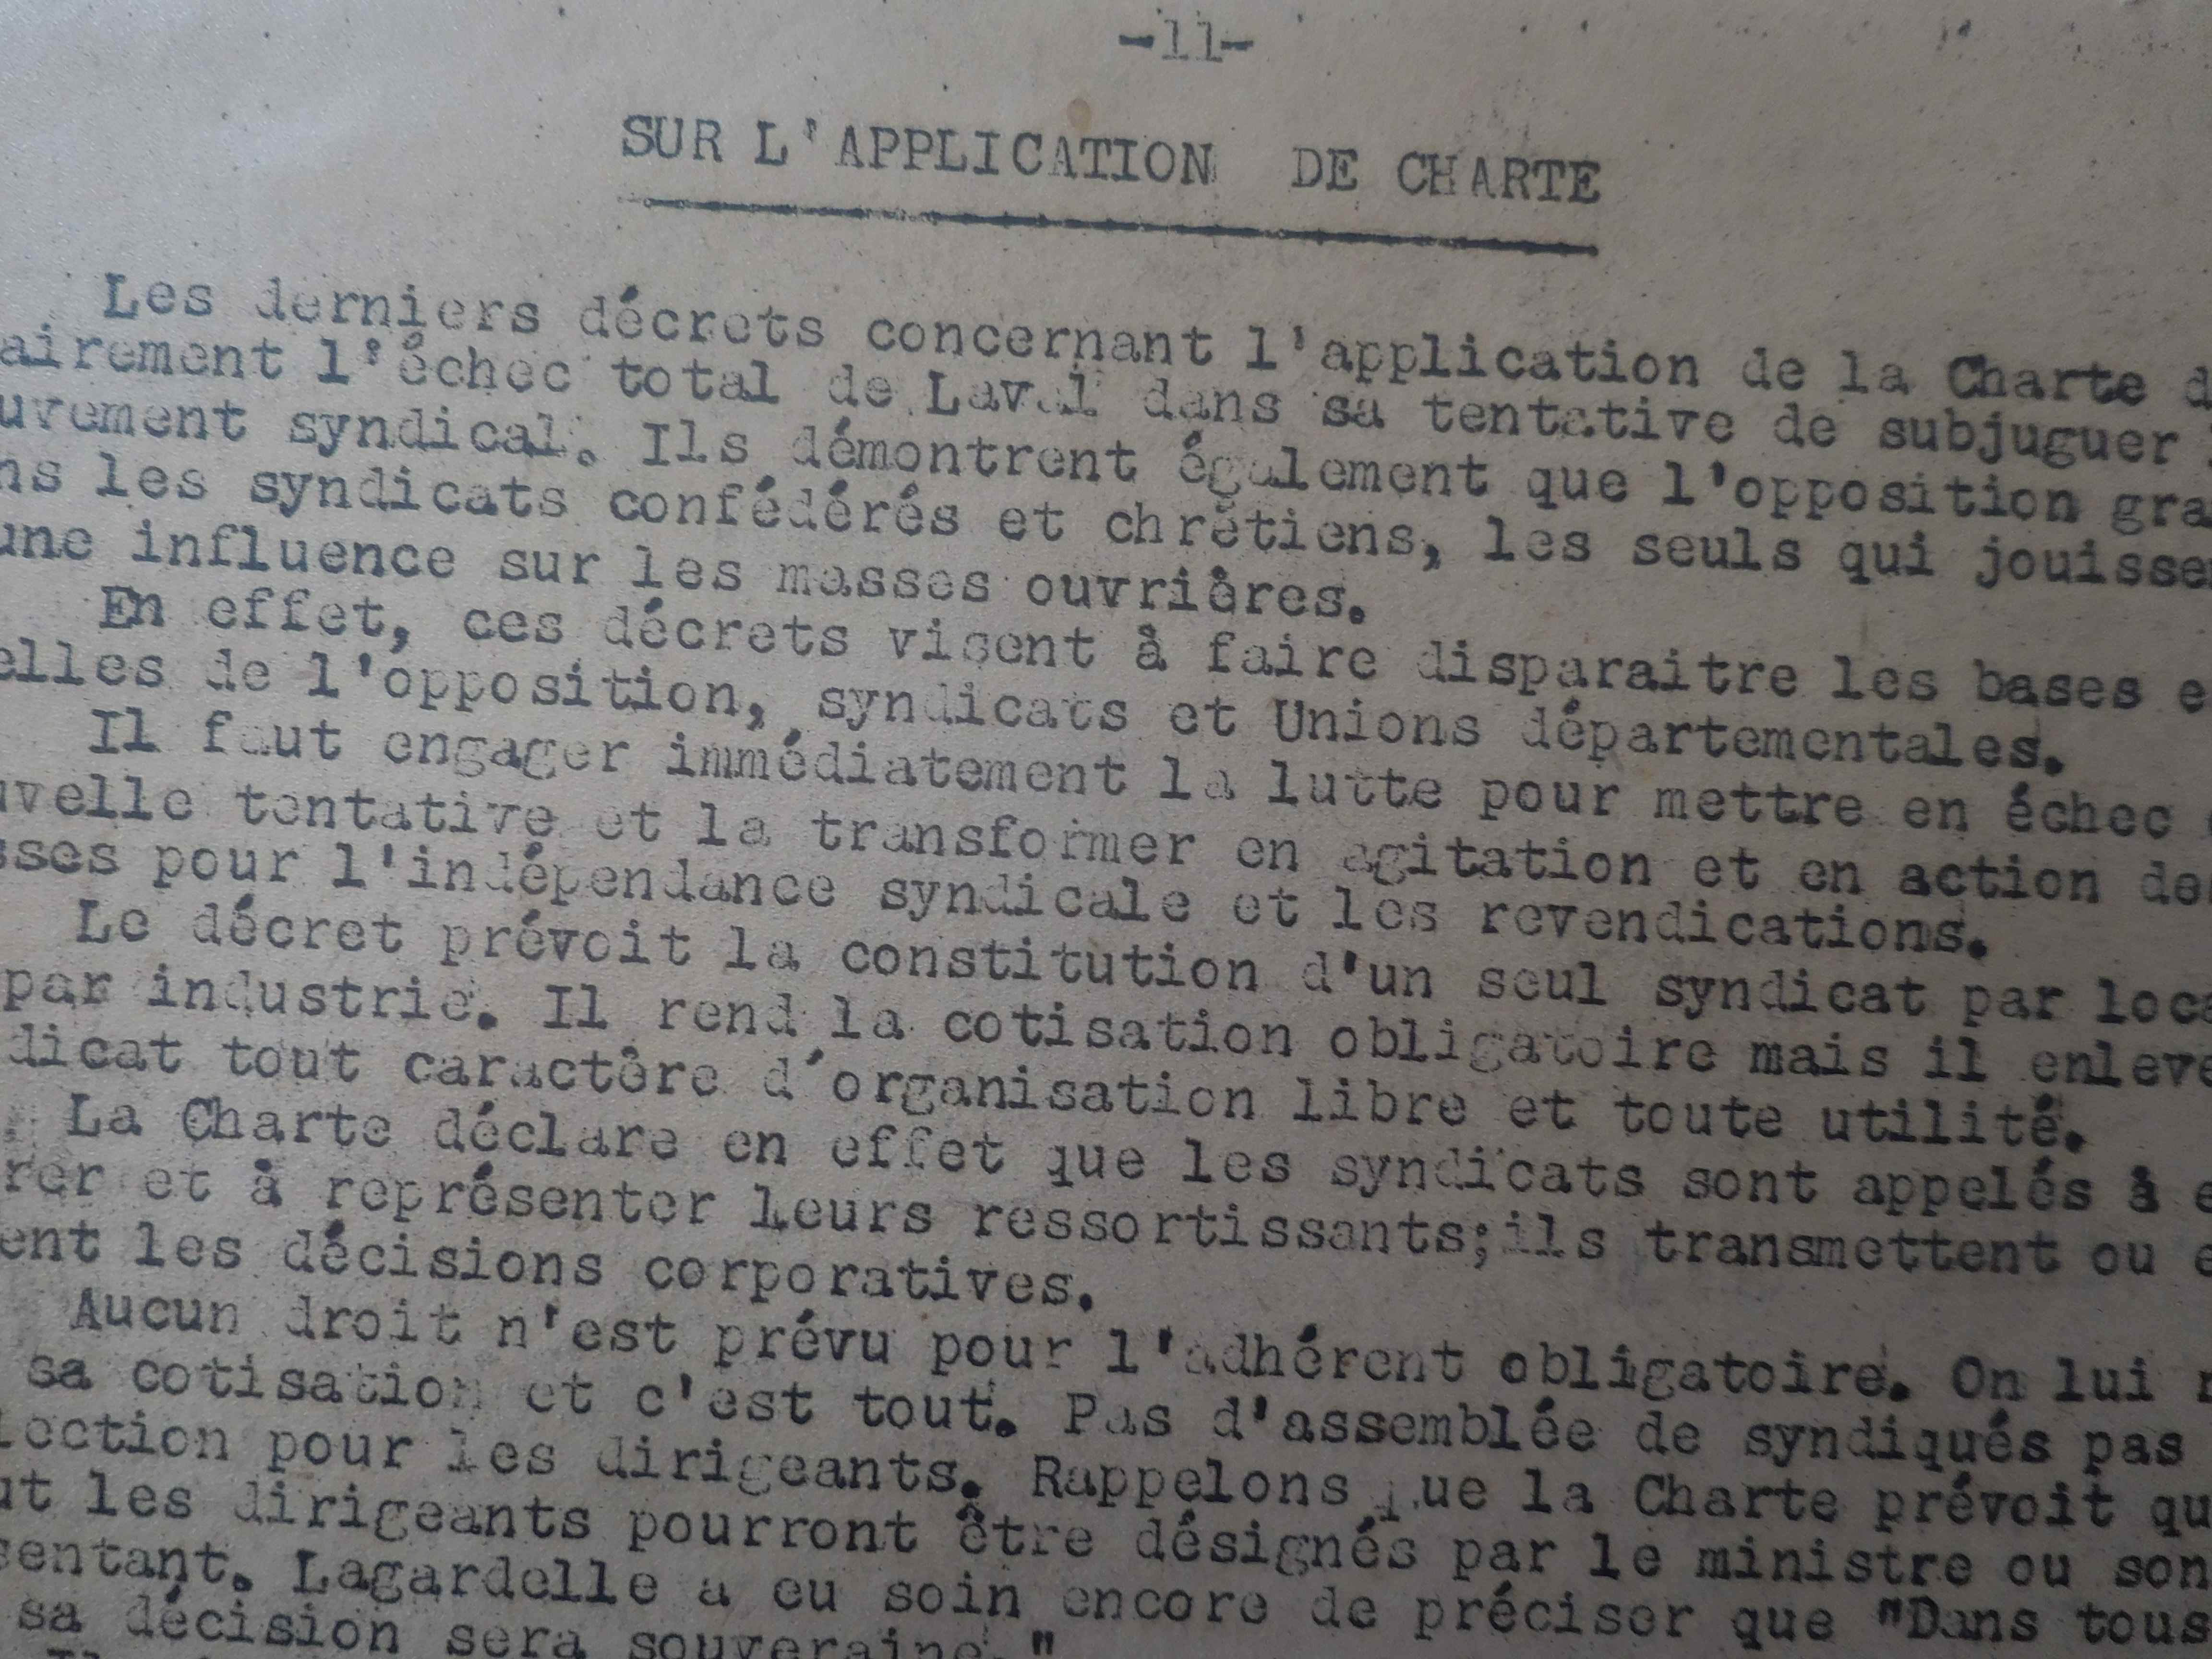 -11-
SUR L'APPLICATION DE CHARTE
Les derniers décrets concernant l'application de la Charte d
airement l'échec total de Laval dans sa tentative de subjuguer
uvement syndical. Ils démontrent également que l'opposition gra
ns les syndicats confédérés et chrêtiens, les seuls qui jouisse
une influence sur les masses ouvrières.
En effet, ces décrets visent à faire disparaitre les bases e
elles de l'opposition, syndicats et Unions départementales.
Il faut engager immédiatement la lutte pour mettre en échec
uvelle tentative et la transformer en agitation et en action de
sses pour l'indépendance syndicale et les revendications.
Le décret prévoit la constitution d'un seul syndicat par loca
par industrie. Il rend la cotisation obligatoire mais il enleve
dicat tout caractère d'organisation libre et toute utilité.
La Charte déclare en effet que les syndicats sont appelés à e
rer et à représenter leurs ressortissants;ils transmettent ou e
ent les décisions corporatives.
Aucun droit n'est prévu pour l'adhérent obligatoire. On lui r
sa cotisation et c'est tout. Pas d'assemblée de syndiqués pas
lection pour les dirigeants. Rappelons que la Charte prévoit qu
ut les dirigeants pourront être désignés par le ministre ou son
sentant. Lagardelle a eu soin encore de préciser que "Dans tous
sa décision sera souveraine."